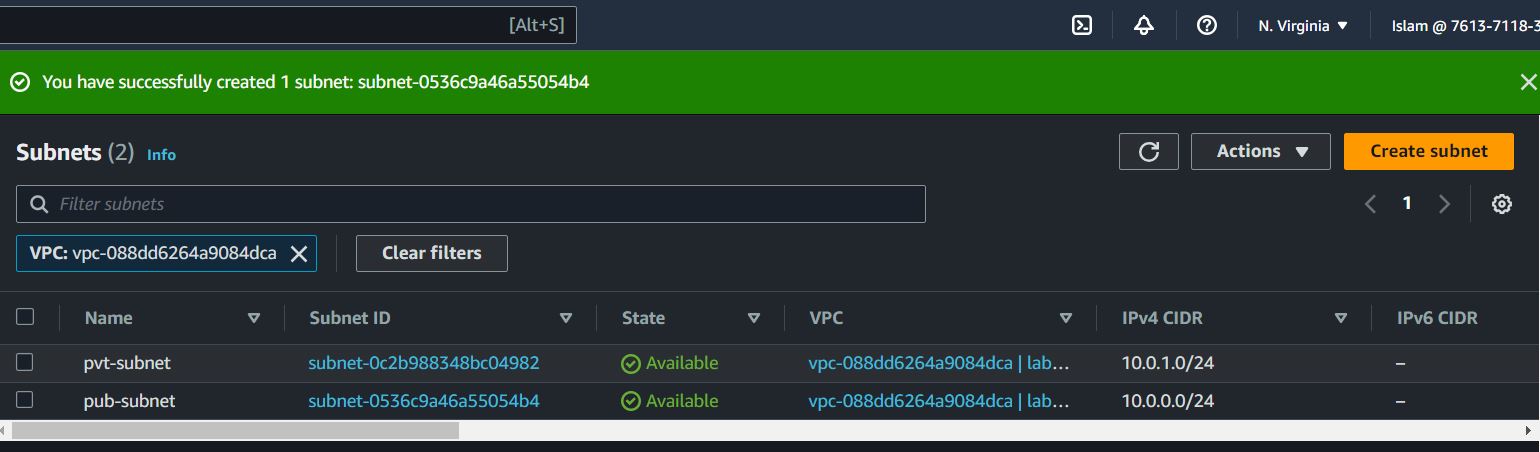 [Alt+S] N. Virginia Islam @ 7613-7118-3
You have successfully created 1 subnet: subnet-0536c9a46a55054b4
Subnets (2) Info Actions Create subnet
Filter subnets 1
VPC: vpc-088dd6264a9084dca Clear filters
Name Subnet ID State VPC IPv4 CIDR IPv6 CIDR
pvt-subnet subnet-0c2b988348bc04982 Available vpc-088dd6264a9084dca | lab… 10.0.1.0/24 –
pub-subnet subnet-0536c9a46a55054b4 Available vpc-088dd6264a9084dca | lab… 10.0.0.0/24 –